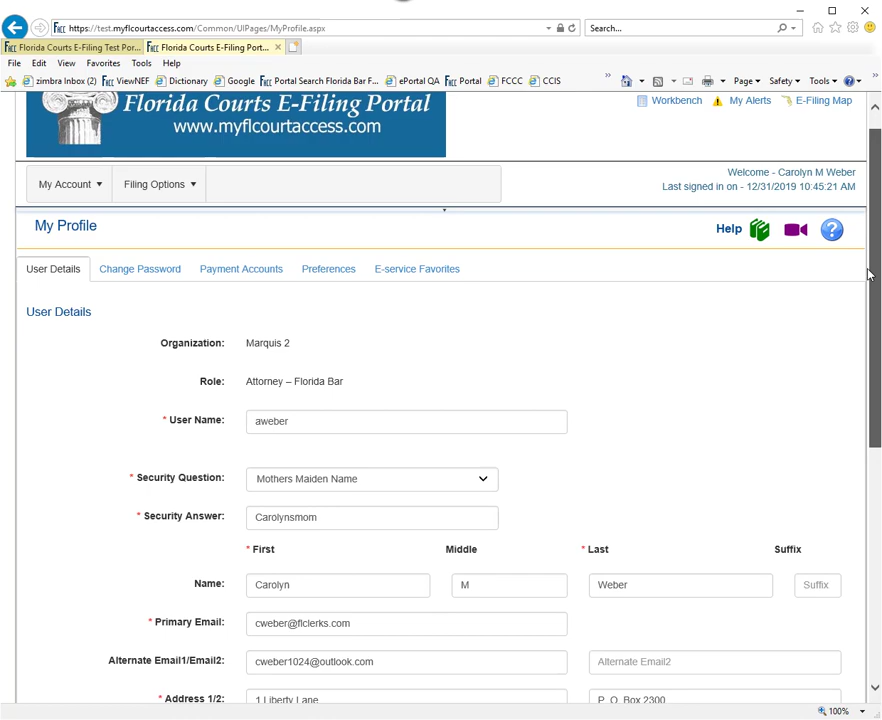 https://test.myflcourtaccess.com/Common/UIPages/MyProfile.aspx
Search...
Florida Courts E-Filing Test Por...
Florida Courts E-Filing Port...
File Edit View Favorites Tools Help
zimbra Inbox (2) ViewNEF Dictionary Google Portal Search Florida Bar F... ePortal QA Portal FCCC CCIS
Page Safety Tools
Florida Courts E-Filing Portal
www.myflcourtaccess.com
Workbench My Alerts E-Filing Map
My Account Filing Options
Welcome - Carolyn M Weber
Last signed in on - 12/31/2019 10:45:21 AM
My Profile
Help
User Details Change Password Payment Accounts Preferences E-service Favorites
User Details
Organization: Marquis 2
Role: Attorney – Florida Bar
* User Name: aweber
* Security Question: Mothers Maiden Name
* Security Answer: Carolynsmom
* First Middle * Last Suffix
Name: Carolyn M Weber Suffix
* Primary Email: cweber@flclerks.com
Alternate Email1/Email2: cweber1024@outlook.com Alternate Email2
* Address 1/2: 1 Liberty Lane P. O. Box 2300
100%